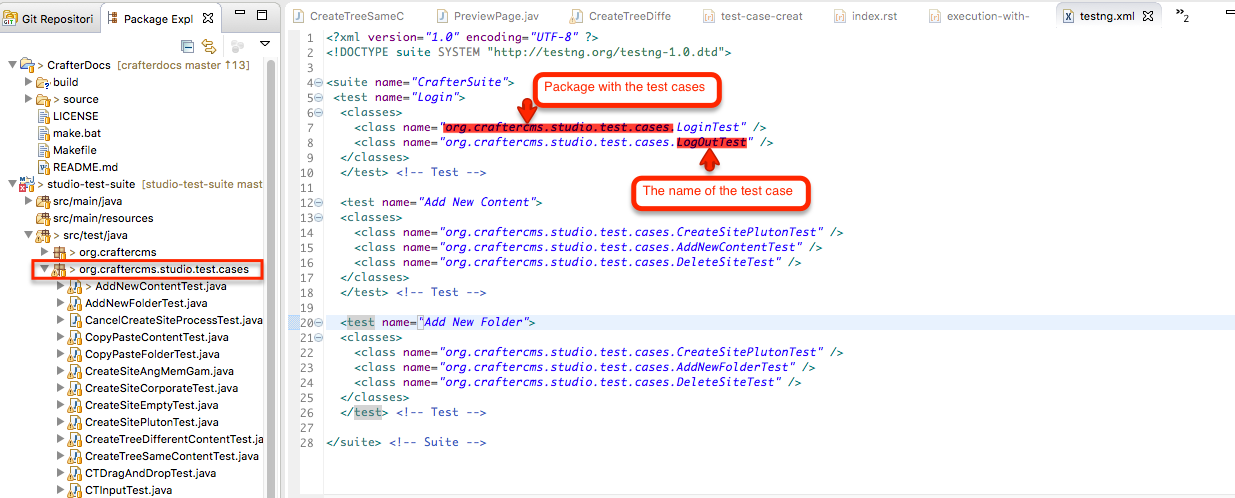 Git Repositori
Package Expl
CrafterDocs [crafterdocs master ↑13]
build
> source
LICENSE
make.bat
Makefile
README.md
> studio-test-suite [studio-test-suite mast
src/main/java
src/main/resources
> src/test/java
> org.craftercms
> org.craftercms.studio.test.cases
> AddNewContentTest.java
AddNewFolderTest.java
CancelCreateSiteProcessTest.java
CopyPasteContentTest.java
CopyPasteFolderTest.java
CreateSiteAngMemGam.java
CreateSiteCorporateTest.java
CreateSiteEmptyTest.java
CreateSitePlutonTest.java
CreateTreeDifferentContentTest.ja
CreateTreeSameContentTest.java
CTDragAndDropTest.java
CTInputTest.java
CreateTreeSameC
PreviewPage.jav
CreateTreeDiffe
test-case-creat
index.rst
execution-with-
testng.xml
»2
1 <?xml version="1.0" encoding="UTF-8" ?>
2 <!DOCTYPE suite SYSTEM "http://testng.org/testng-1.0.dtd">
3
4 <suite name="CrafterSuite">
Package with the test cases
5 <test name="Login">
6 <classes>
7 <class name="org.craftercms.studio.test.cases.LoginTest" />
8 <class name="org.craftercms.studio.test.cases.LogOutTest" />
9 </classes>
10 </test> <!-- Test -->
The name of the test case
11
12 <test name="Add New Content">
13 <classes>
14 <class name="org.craftercms.studio.test.cases.CreateSitePlutonTest" />
15 <class name="org.craftercms.studio.test.cases.AddNewContentTest" />
16 <class name="org.craftercms.studio.test.cases.DeleteSiteTest" />
17 </classes>
18 </test> <!-- Test -->
19
20 <test name="Add New Folder">
21 <classes>
22 <class name="org.craftercms.studio.test.cases.CreateSitePlutonTest" />
23 <class name="org.craftercms.studio.test.cases.AddNewFolderTest" />
24 <class name="org.craftercms.studio.test.cases.DeleteSiteTest" />
25 </classes>
26 </test> <!-- Test -->
27
28 </suite> <!-- Suite -->